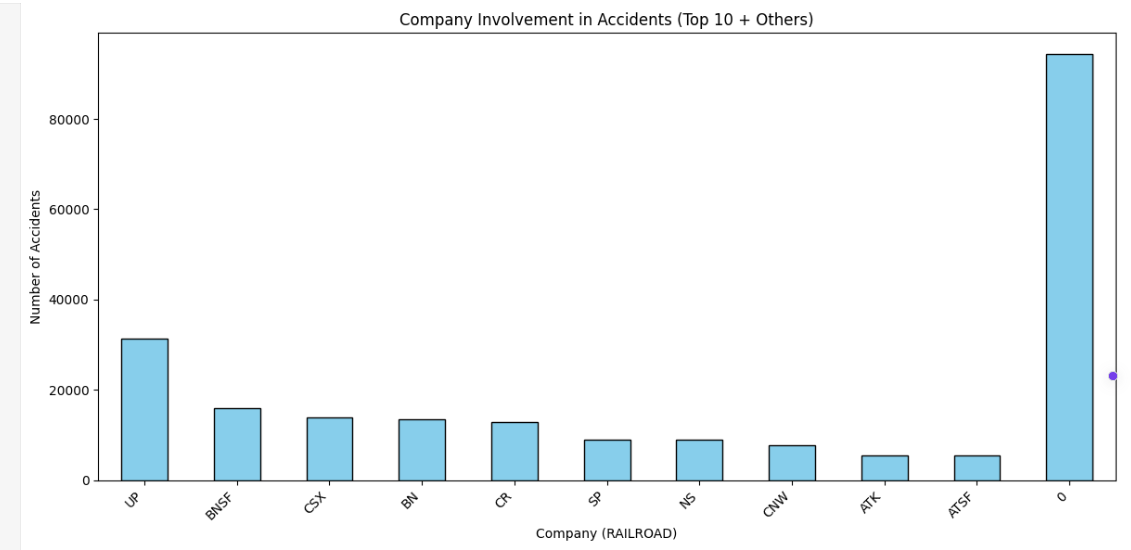 Company Involvement in Accidents (Top 10 + Others)
Number of Accidents
80000
60000
40000
20000
0
UP BNSF CSX BN CR SP NS CNW ATK ATSF 0
Company (RAILROAD)